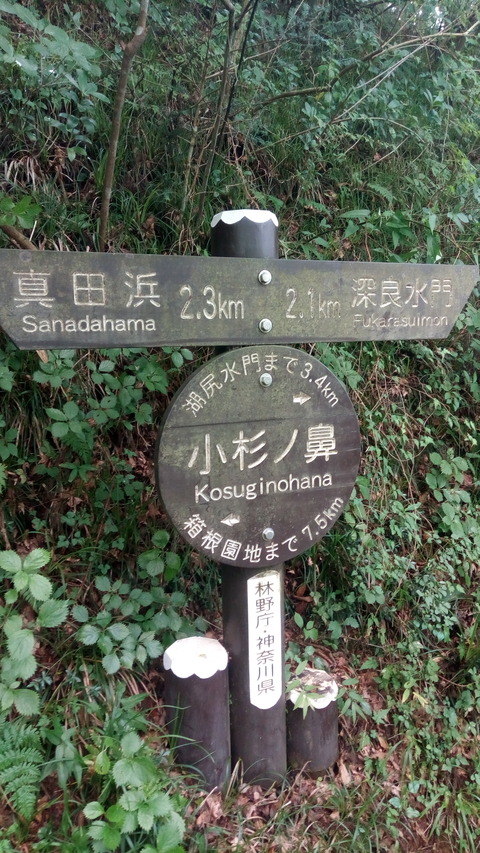 真田浜 2.3km 2.1km 深良水門
Sanadahama Fukarasuimon
湖尻水門まで3.4km
小杉ノ鼻
Kosuginohana
箱根園地まで7.5km
林野庁・神奈川県